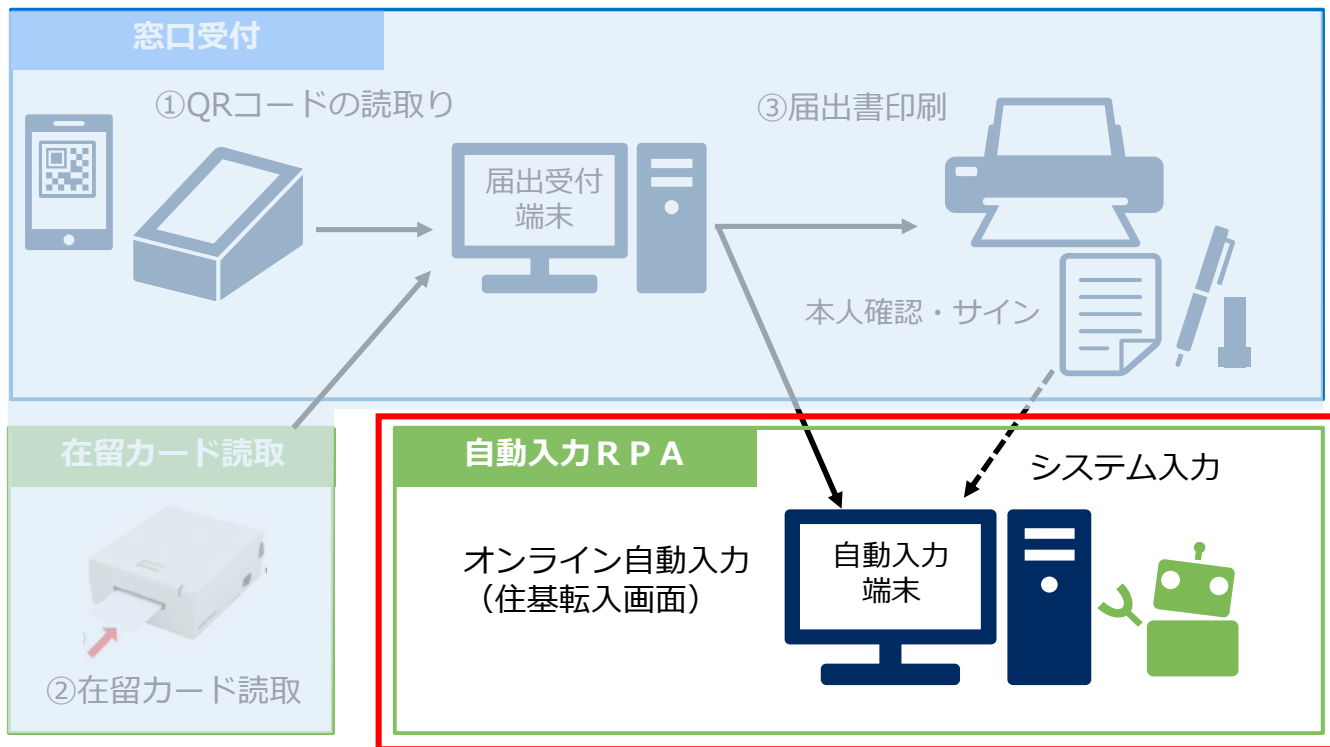 窓口受付
①QRコードの読取り
③届出書印刷
届出受付
端末
本人確認・サイン
在留カード読取
②在留カード読取
自動入力ＲＰＡ
システム入力
オンライン自動入力
（住基転入画面）
自動入力
端末